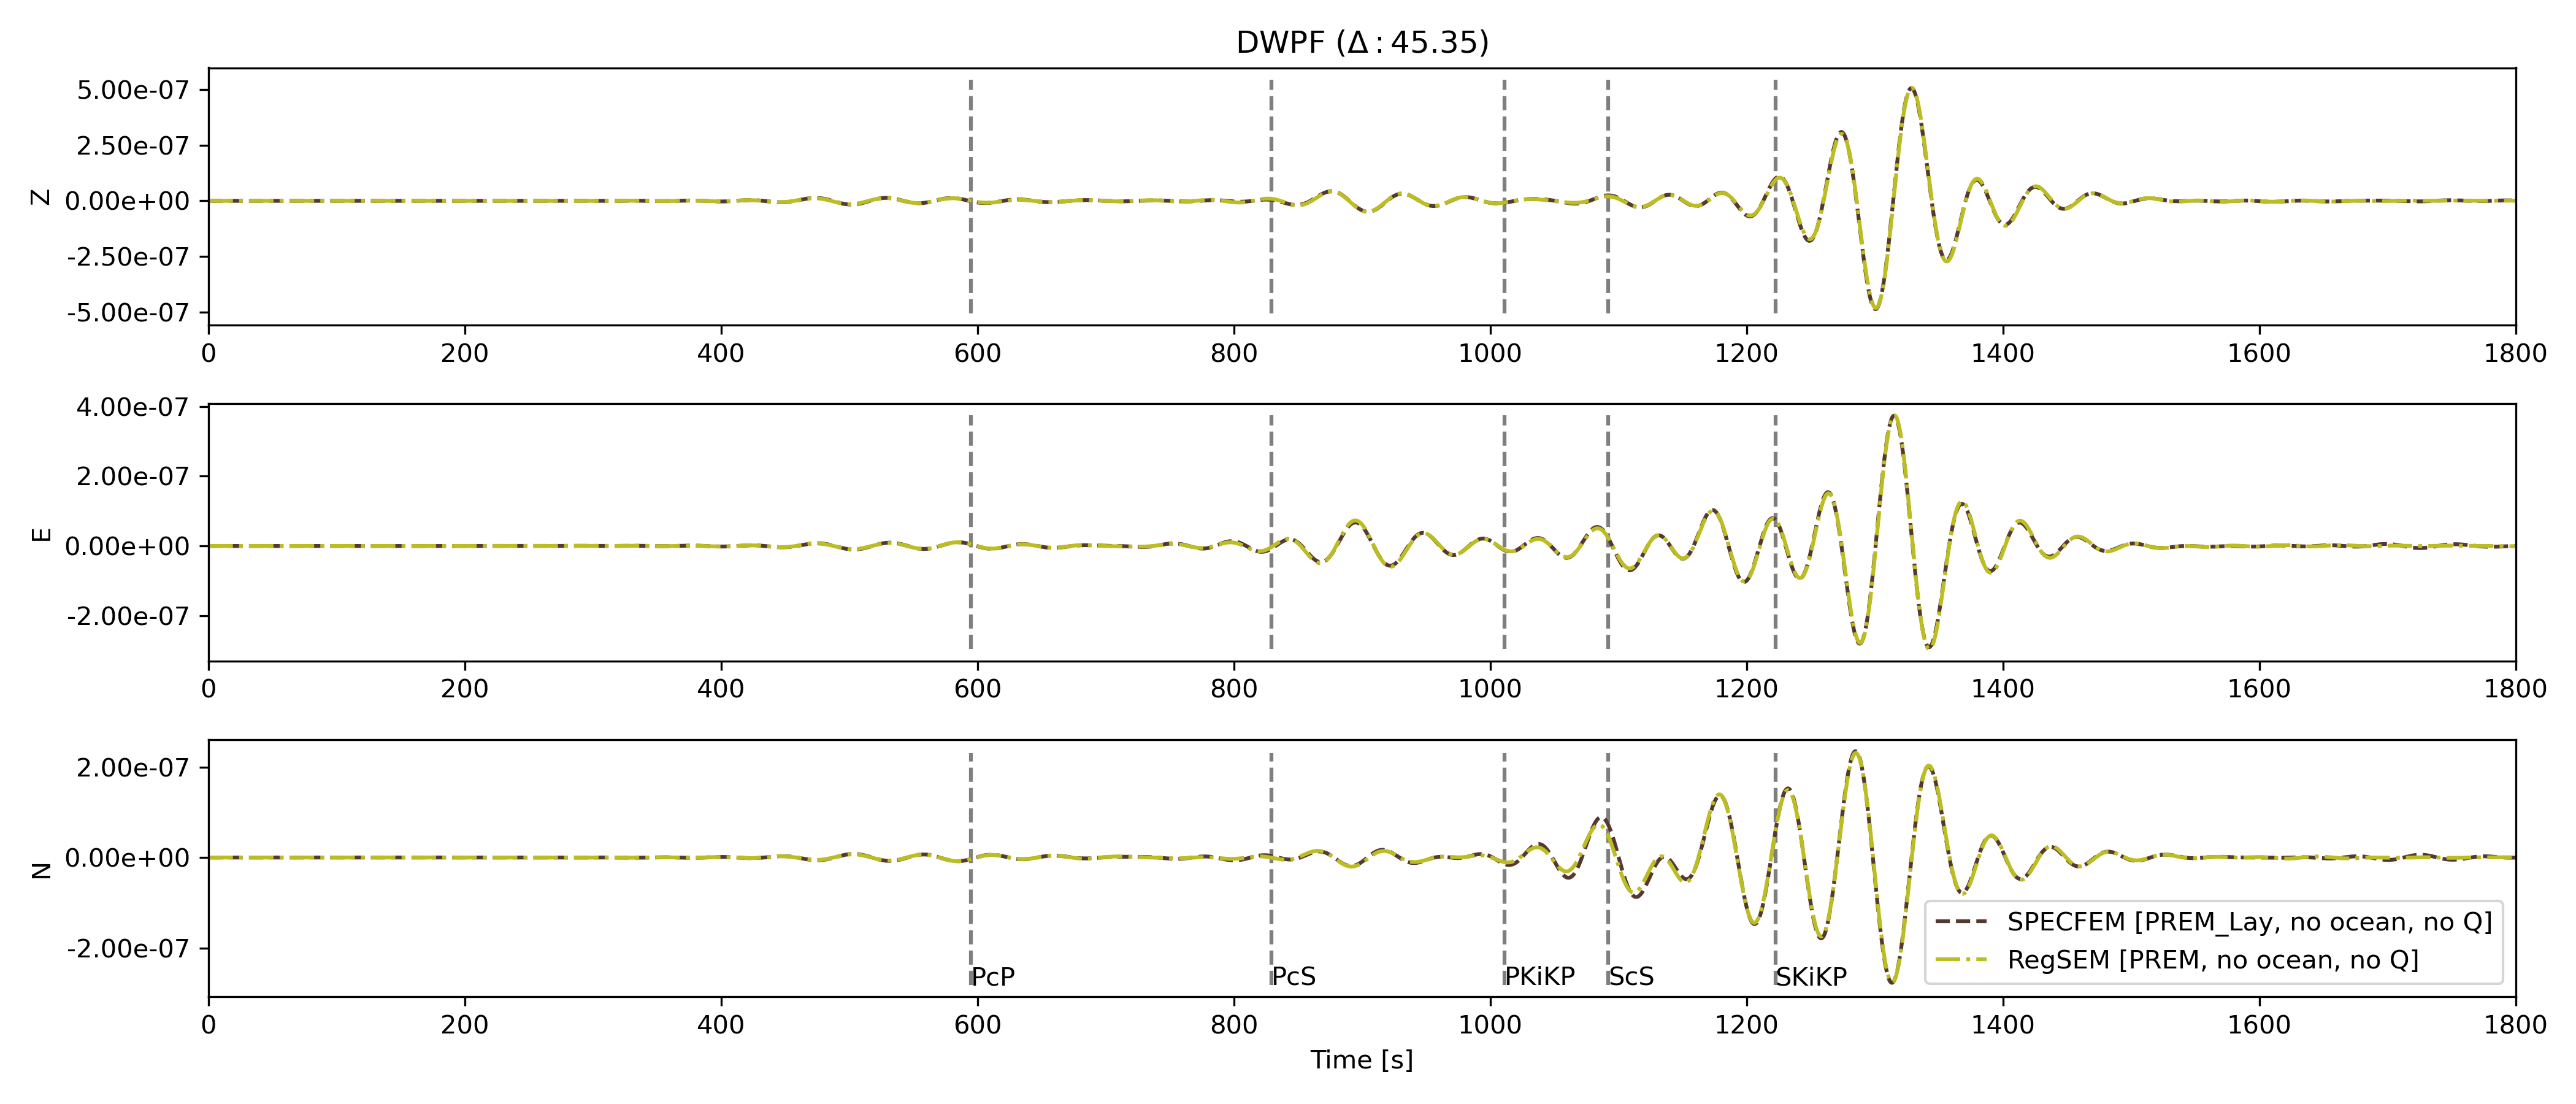 DWPF (Δ : 45.35)
5.00e-07
2.50e-07
0.00e+00
-2.50e-07
-5.00e-07
Z
0 200 400 600 800 1000 1200 1400 1600 1800
4.00e-07
2.00e-07
0.00e+00
-2.00e-07
E
0 200 400 600 800 1000 1200 1400 1600 1800
2.00e-07
0.00e+00
-2.00e-07
N
SPECFEM [PREM_Lay, no ocean, no Q]
RegSEM [PREM, no ocean, no Q]
PcP PcS PKiKP ScS SKiKP
0 200 400 600 800 1000 1200 1400 1600 1800
Time [s]